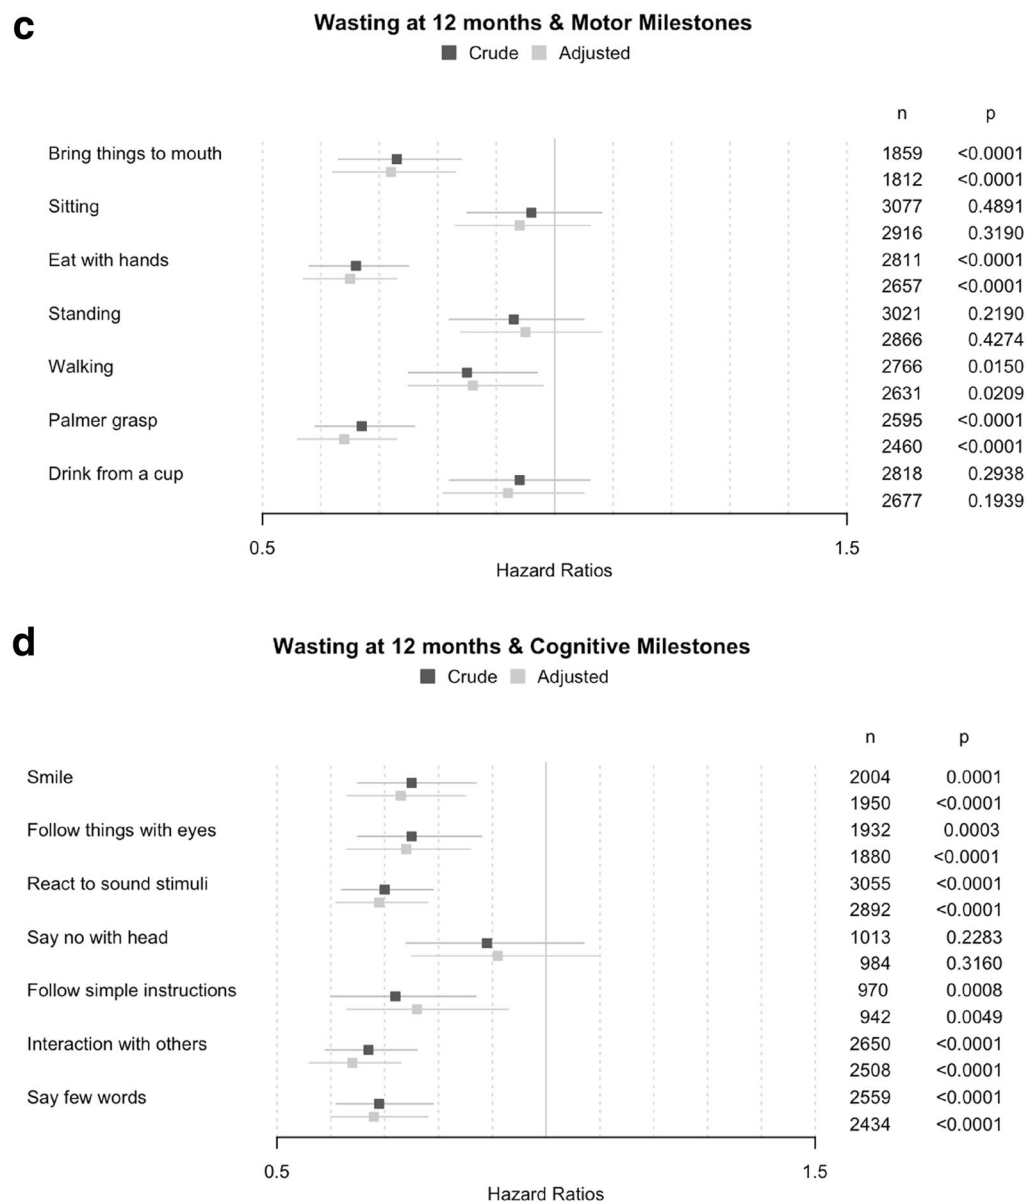 c
Wasting at 12 months & Motor Milestones
Crude Adjusted
n p
Bring things to mouth 1859 <0.0001
1812 <0.0001
Sitting 3077 0.4891
2916 0.3190
Eat with hands 2811 <0.0001
2657 <0.0001
Standing 3021 0.2190
2866 0.4274
Walking 2766 0.0150
2631 0.0209
Palmer grasp 2595 <0.0001
2460 <0.0001
Drink from a cup 2818 0.2938
2677 0.1939
0.5 1.5
Hazard Ratios
d
Wasting at 12 months & Cognitive Milestones
Crude Adjusted
n p
Smile 2004 0.0001
1950 <0.0001
Follow things with eyes 1932 0.0003
1880 <0.0001
React to sound stimuli 3055 <0.0001
2892 <0.0001
Say no with head 1013 0.2283
984 0.3160
Follow simple instructions 970 0.0008
942 0.0049
Interaction with others 2650 <0.0001
2508 <0.0001
Say few words 2559 <0.0001
2434 <0.0001
0.5 1.5
Hazard Ratios